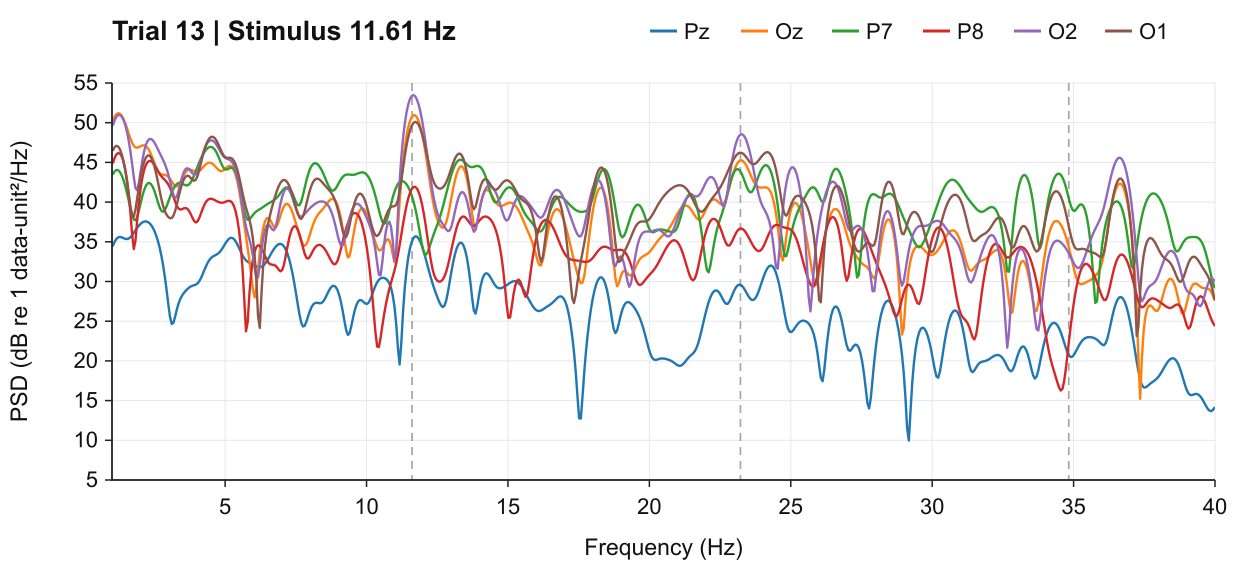 Trial 13 | Stimulus 11.61 Hz
Pz Oz P7 P8 O2 O1
PSD (dB re 1 data-unit²/Hz)
55
50
45
40
35
30
25
20
15
10
5
5 10 15 20 25 30 35 40
Frequency (Hz)